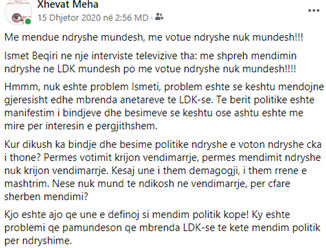 Xhevat Meha
15 Dhjetor 2020 në 2:56 MD ·
Me mendue ndryshe mundesh, me votue ndryshe nuk mundesh!!!
Ismet Beqiri ne nje interviste televizive tha: me shpreh mendimin
ndryshe ne LDK mundesh po me votue ndryshe nuk mundesh!!!!
Hmmm, nuk eshte problem Ismeti, problem eshte se keshtu mendojne
gjeresisht edhe mbrenda anetareve te LDK-se. Te berit politike eshte
manifestim i bindjeve dhe besimeve se keshtu ose ashtu eshte me
mire per interesin e pergjithshem.
Kur dikush ka bindje dhe besime politike ndryshe e voton ndryshe cka
i thone? Permes votimit krijon vendimarrje, permes mendimit ndryshe
nuk krijon vendimarrje. Kesaj une i them demagogji, i them rrene e
mashtrim. Nese nuk mund te ndikosh ne vendimarrje, per cfare
sherben mendimi?
Kjo eshte ajo qe une e definoj si mendim politik kope! Ky eshte
problemi qe pamundeson qe mbrenda LDK-se te kete mendim politik
per ndryshime.